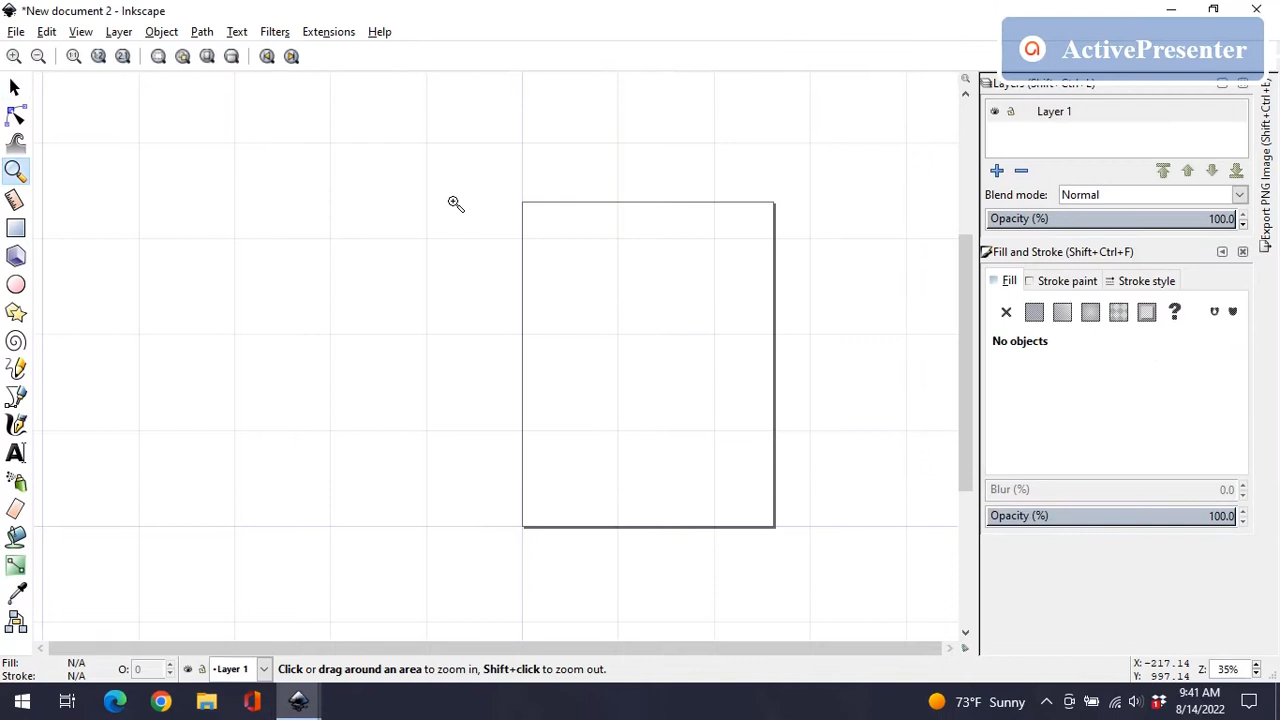 *New document 2 - Inkscape
ActivePresenter
File Edit View Layer Object Path Text Filters Extensions Help
Layers (Shift+Ctrl+L)
Layer 1
Blend mode: Normal
Opacity (%) 100.0
Export PNG Image (Shift+Ctrl+E)
Fill and Stroke (Shift+Ctrl+F)
Fill Stroke paint Stroke style
No objects
Blur (%) 0.0
Opacity (%) 100.0
Fill: N/A
Stroke: N/A
O: 0
Layer 1
Click or drag around an area to zoom in, Shift+click to zoom out.
X: -217.14
Y: 997.14
Z: 35%
73°F Sunny
9:41 AM
8/14/2022